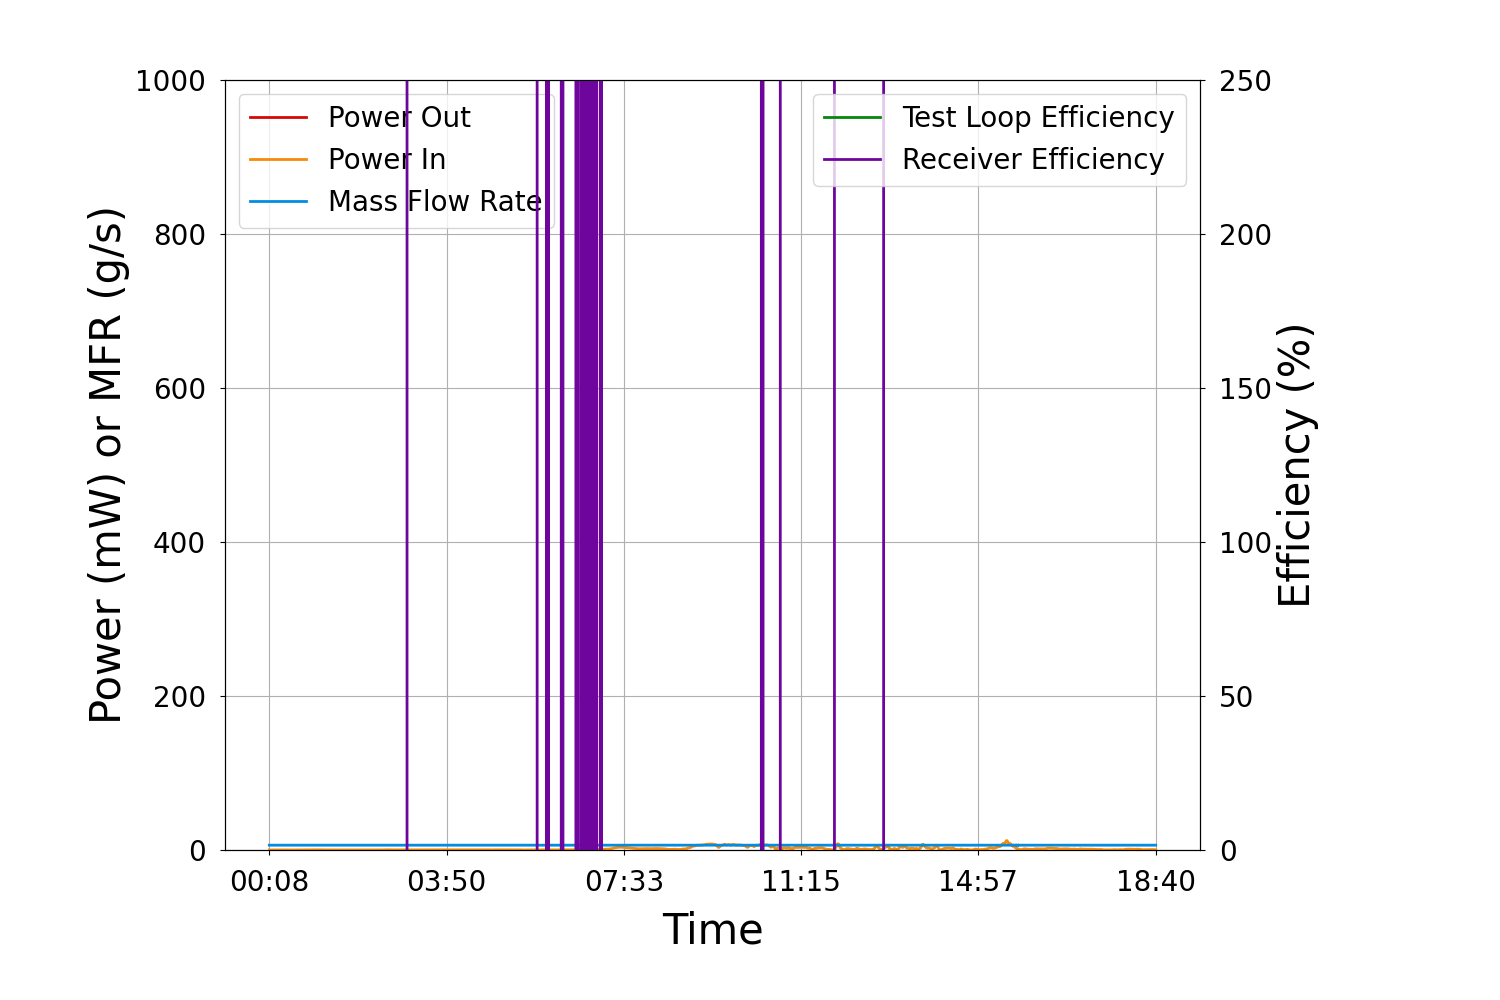 1000
800
600
400
200
0
Power (mW) or MFR (g/s)
Power Out
Power In
Mass Flow Rate
Test Loop Efficiency
Receiver Efficiency
250
200
150
100
50
0
Efficiency (%)
00:08 03:50 07:33 11:15 14:57 18:40
Time